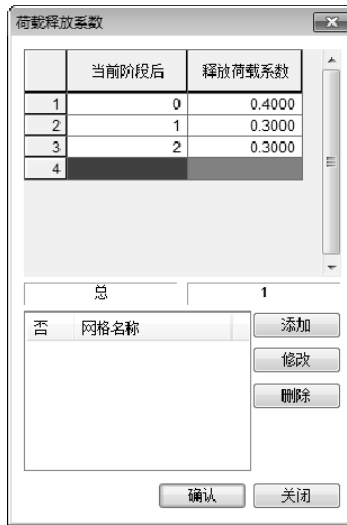 荷载释放系数
当前阶段后 释放荷载系数
1 0 0.4000
2 1 0.3000
3 2 0.3000
4
总 1
否 网格名称
添加
修改
删除
确认 关闭